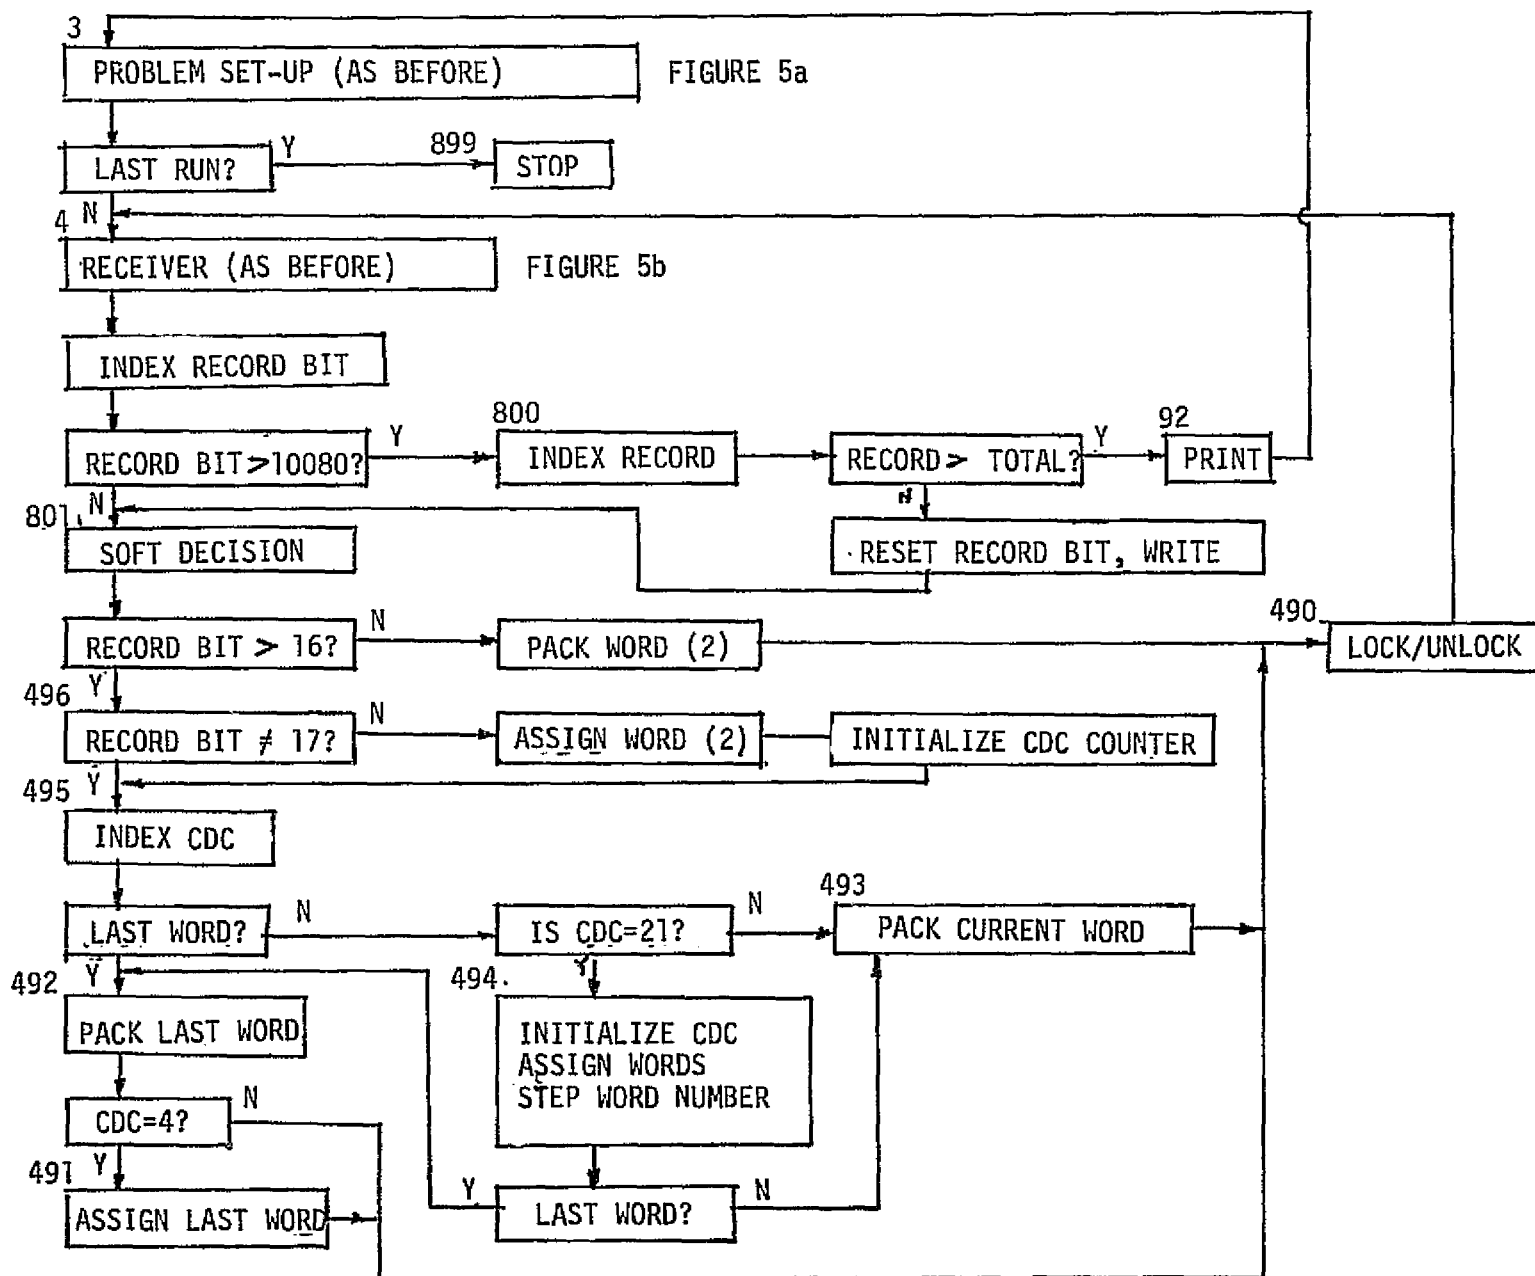 3
PROBLEM SET-UP (AS BEFORE) FIGURE 5a
LAST RUN? Y 899 STOP
4 N
RECEIVER (AS BEFORE) FIGURE 5b
INDEX RECORD BIT
800 92
RECORD BIT>10080? Y INDEX RECORD RECORD> TOTAL? Y PRINT
801 N N
SOFT DECISION RESET RECORD BIT, WRITE
490
RECORD BIT > 16? N PACK WORD (2) LOCK/UNLOCK
496 Y
RECORD BIT ≠ 17? N ASSIGN WORD (2) INITIALIZE CDC COUNTER
495 Y
INDEX CDC
493
LAST WORD? N IS CDC=21? N PACK CURRENT WORD
492 Y 494. Y
PACK LAST WORD
INITIALIZE CDC
ASSIGN WORDS
STEP WORD NUMBER
CDC=4? N
491 Y
ASSIGN LAST WORD Y LAST WORD? N